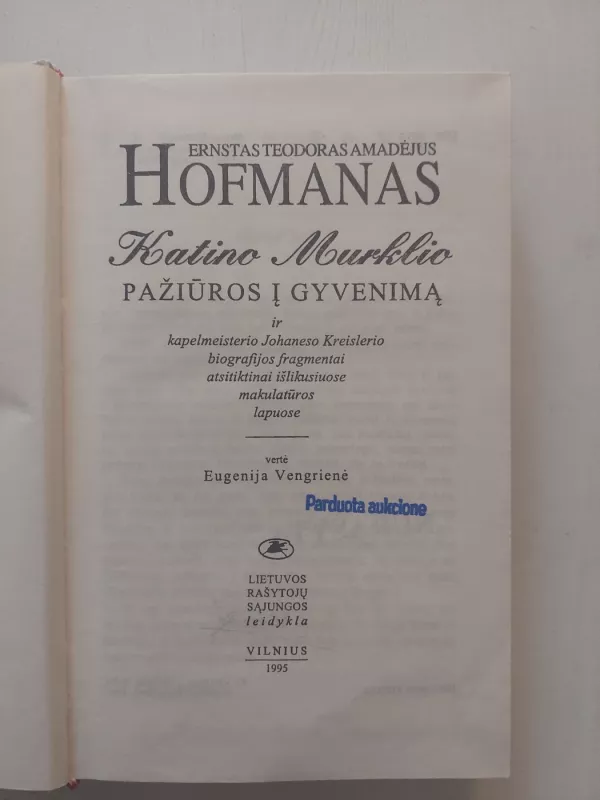 ERNSTAS TEODORAS AMADĖJUS
HOFMANAS
Katino Murklio
PAŽIŪROS Į GYVENIMĄ
ir
kapelmeisterio Johaneso Kreislerio
biografijos fragmentai
atsitiktinai išlikusiuose
makulatūros
lapuose
vertė
Eugenija Vengrienė
Parduota aukcione
LIETUVOS
RAŠYTOJŲ
SĄJUNGOS
leidykla
VILNIUS
1995